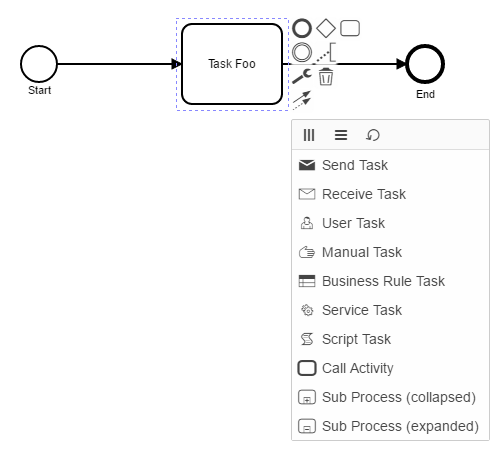 Task Foo
Start
End
Send Task
Receive Task
User Task
Manual Task
Business Rule Task
Service Task
Script Task
Call Activity
Sub Process (collapsed)
Sub Process (expanded)